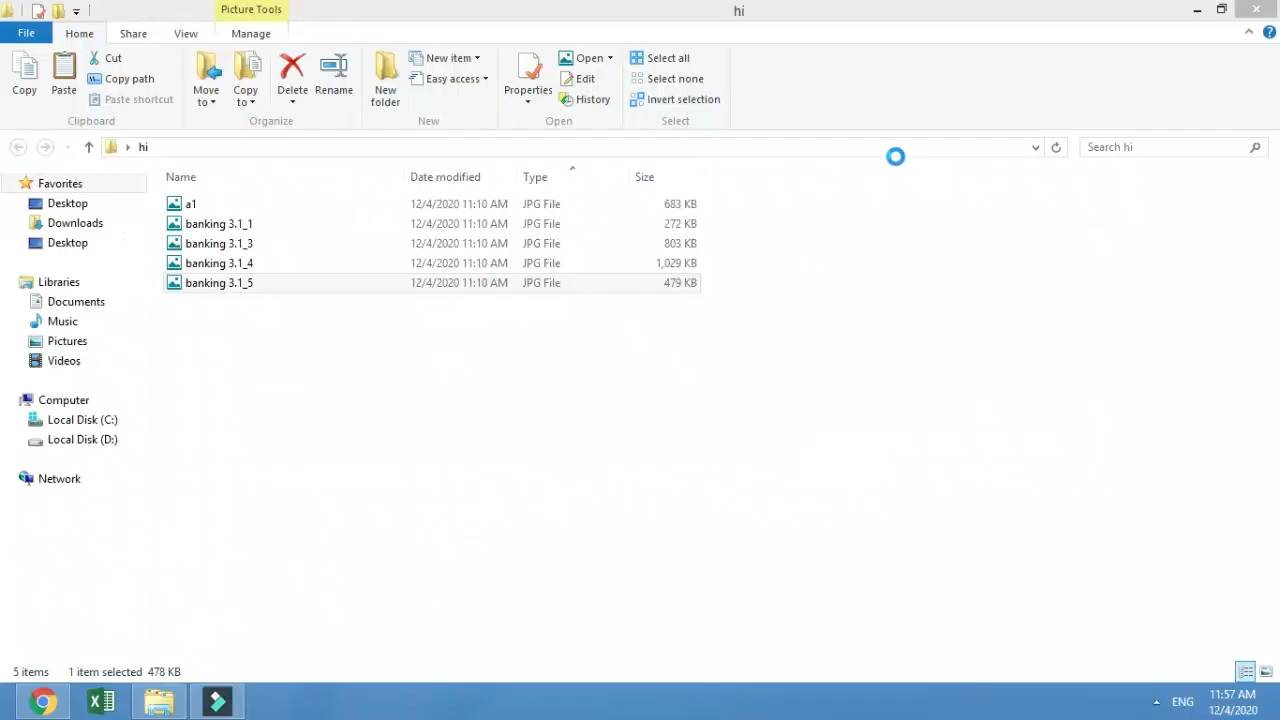 Picture Tools
hi
File Home Share View Manage
Copy
Paste
Cut
Copy path
Paste shortcut
Clipboard
Move to
Copy to
Delete
Rename
Organize
New folder
New item
Easy access
New
Properties
Open
Edit
History
Open
Select all
Select none
Invert selection
Select
hi
Search hi
Favorites
Desktop
Downloads
Desktop
Libraries
Documents
Music
Pictures
Videos
Computer
Local Disk (C:)
Local Disk (D:)
Network
Name Date modified Type Size
a1 12/4/2020 11:10 AM JPG File 683 KB
banking 3.1_1 12/4/2020 11:10 AM JPG File 272 KB
banking 3.1_3 12/4/2020 11:10 AM JPG File 803 KB
banking 3.1_4 12/4/2020 11:10 AM JPG File 1,029 KB
banking 3.1_5 12/4/2020 11:10 AM JPG File 479 KB
5 items 1 item selected 478 KB
ENG
11:57 AM
12/4/2020